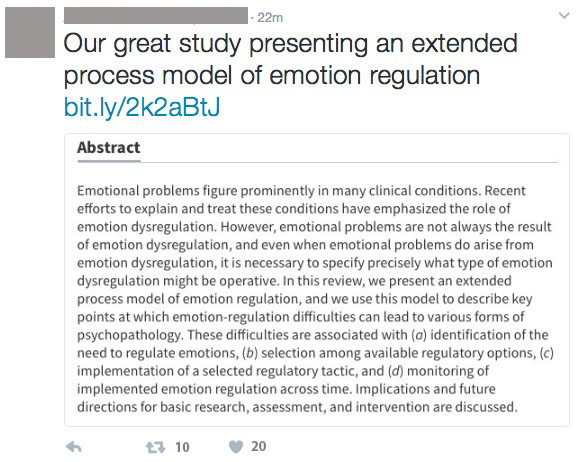 · 22m
Our great study presenting an extended
process model of emotion regulation
bit.ly/2k2aBtJ
Abstract
Emotional problems figure prominently in many clinical conditions. Recent
efforts to explain and treat these conditions have emphasized the role of
emotion dysregulation. However, emotional problems are not always the result
of emotion dysregulation, and even when emotional problems do arise from
emotion dysregulation, it is necessary to specify precisely what type of emotion
dysregulation might be operative. In this review, we present an extended
process model of emotion regulation, and we use this model to describe key
points at which emotion-regulation difficulties can lead to various forms of
psychopathology. These difficulties are associated with (a) identification of the
need to regulate emotions, (b) selection among available regulatory options, (c)
implementation of a selected regulatory tactic, and (d) monitoring of
implemented emotion regulation across time. Implications and future
directions for basic research, assessment, and intervention are discussed.
10 20